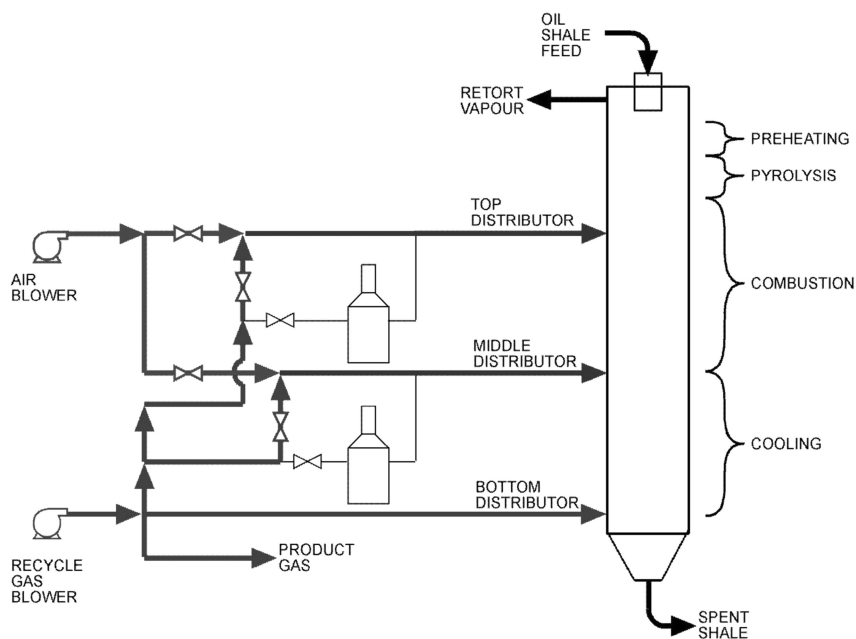 OIL
SHALE
FEED
RETORT
VAPOUR
PREHEATING
PYROLYSIS
TOP
DISTRIBUTOR
AIR
BLOWER
COMBUSTION
MIDDLE
DISTRIBUTOR
COOLING
BOTTOM
DISTRIBUTOR
RECYCLE
GAS
BLOWER
PRODUCT
GAS
SPENT
SHALE